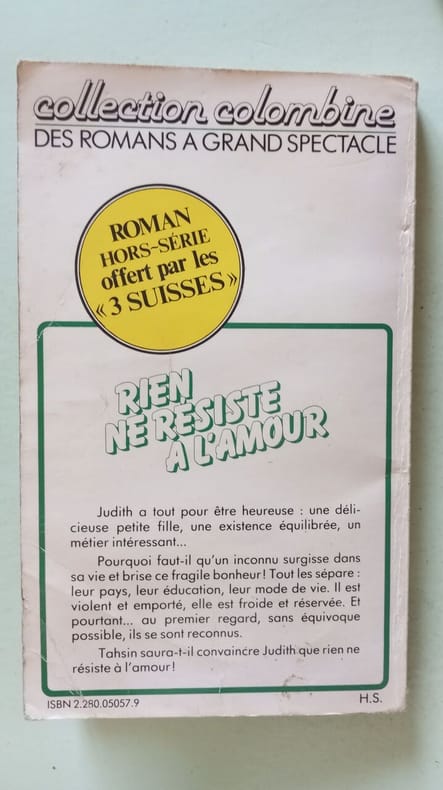 collection colombine
DES ROMANS A GRAND SPECTACLE
ROMAN
HORS-SÉRIE
offert par les
« 3 SUISSES »
RIEN
NE RÉSISTE
A L'AMOUR
Judith a tout pour être heureuse : une déli-
cieuse petite fille, une existence équilibrée, un
métier intéressant...
Pourquoi faut-il qu'un inconnu surgisse dans
sa vie et brise ce fragile bonheur! Tout les sépare :
leur pays, leur éducation, leur mode de vie. Il est
violent et emporté, elle est froide et réservée. Et
pourtant... au premier regard, sans équivoque
possible, ils se sont reconnus.
Tahsin saura-t-il convaincre Judith que rien ne
résiste à l'amour!
ISBN 2.280.05057.9
H.S.